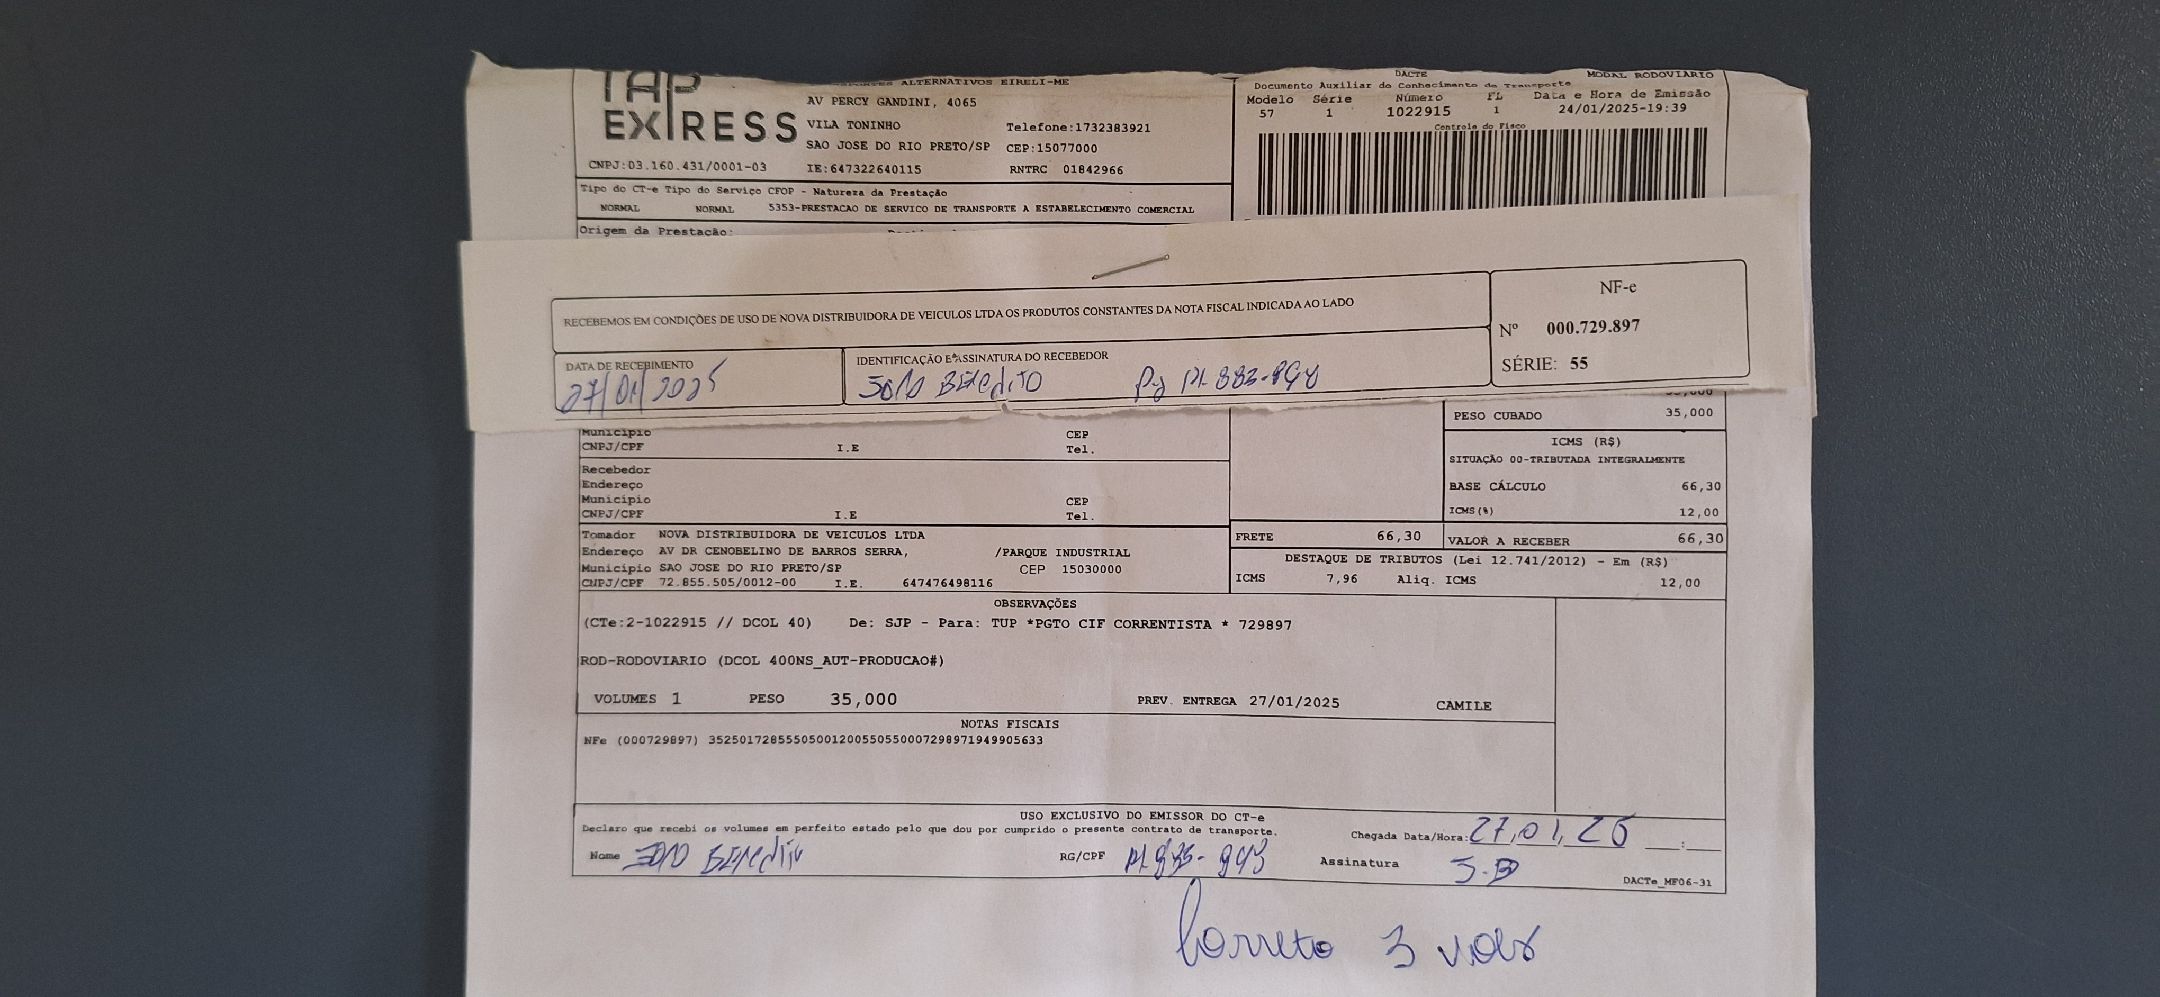 TAP EXPRESS
ALTERNATIVOS EIRELI-ME
AV PERCY GANDINI, 4065
VILA TONINHO Telefone:1732383921
SAO JOSE DO RIO PRETO/SP CEP:15077000
CNPJ:03.160.431/0001-03 IE:647322640115 RNTRC 01842966
DACTE MODAL RODOVIARIO
Documento Auxiliar do Conhecimento de Transporte
Modelo Série Número FL Data e Hora de Emissão
57 1 1022915 1 24/01/2025-19:39
Controle do Fisco
Tipo do CT-e Tipo do Serviço CFOP - Natureza da Prestação
NORMAL NORMAL 5353-PRESTACAO DE SERVICO DE TRANSPORTE A ESTABELECIMENTO COMERCIAL
Origem da Prestação:
RECEBEMOS EM CONDIÇÕES DE USO DE NOVA DISTRIBUIDORA DE VEICULOS LTDA OS PRODUTOS CONSTANTES DA NOTA FISCAL INDICADA AO LADO
NF-e
Nº 000.729.897
SÉRIE: 55
DATA DE RECEBIMENTO
27/01/2025
IDENTIFICAÇÃO E ASSINATURA DO RECEBEDOR
João Benedito
PESO CUBADO 35,000
Municipio CEP
CNPJ/CPF I.E Tel.
Recebedor
Endereço
Municipio CEP
CNPJ/CPF I.E Tel.
ICMS (R$)
SITUAÇÃO 00-TRIBUTADA INTEGRALMENTE
BASE CÁLCULO 66,30
ICMS(%) 12,00
Tomador NOVA DISTRIBUIDORA DE VEICULOS LTDA
Endereço AV DR CENOBELINO DE BARROS SERRA, /PARQUE INDUSTRIAL
Municipio SAO JOSE DO RIO PRETO/SP CEP 15030000
CNPJ/CPF 72.855.505/0012-00 I.E. 647476498116
FRETE 66,30 VALOR A RECEBER 66,30
DESTAQUE DE TRIBUTOS (Lei 12.741/2012) - Em (R$)
ICMS 7,96 Aliq. ICMS 12,00
OBSERVAÇÕES
(CTe:2-1022915 // DCOL 40) De: SJP - Para: TUP *PGTO CIF CORRENTISTA * 729897
ROD-RODOVIARIO (DCOL 400NS_AUT-PRODUCAO#)
VOLUMES 1 PESO 35,000 PREV. ENTREGA 27/01/2025 CAMILE
NOTAS FISCAIS
NFe (000729897) 35250172855505001200550550007298971949905633
USO EXCLUSIVO DO EMISSOR DO CT-e
Declaro que recebi os volumes em perfeito estado pelo que dou por cumprido o presente contrato de transporte.
Chegada Data/Hora: 27,01,25 __:__
Nome João Benedito RG/CPF Assinatura J.B
DACTe_MF06-31
Correto 3 vols